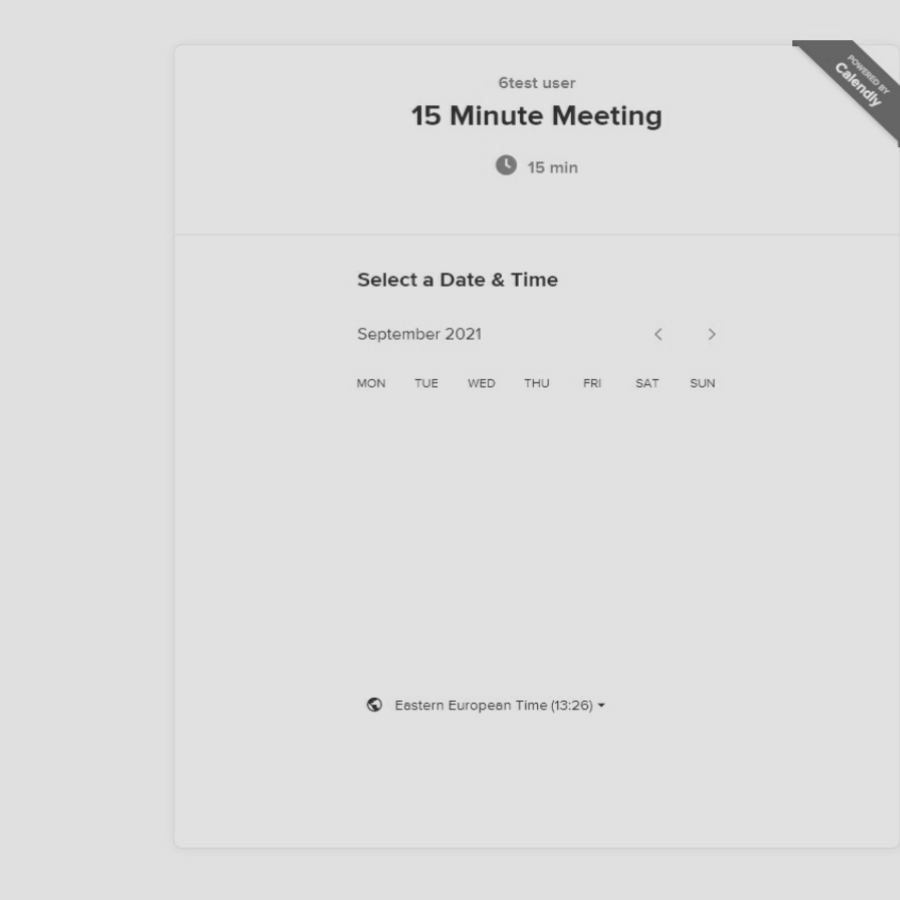 POWERED BY
Calendly
6test user
15 Minute Meeting
15 min
Select a Date & Time
September 2021
MON TUE WED THU FRI SAT SUN
Eastern European Time (13:26)